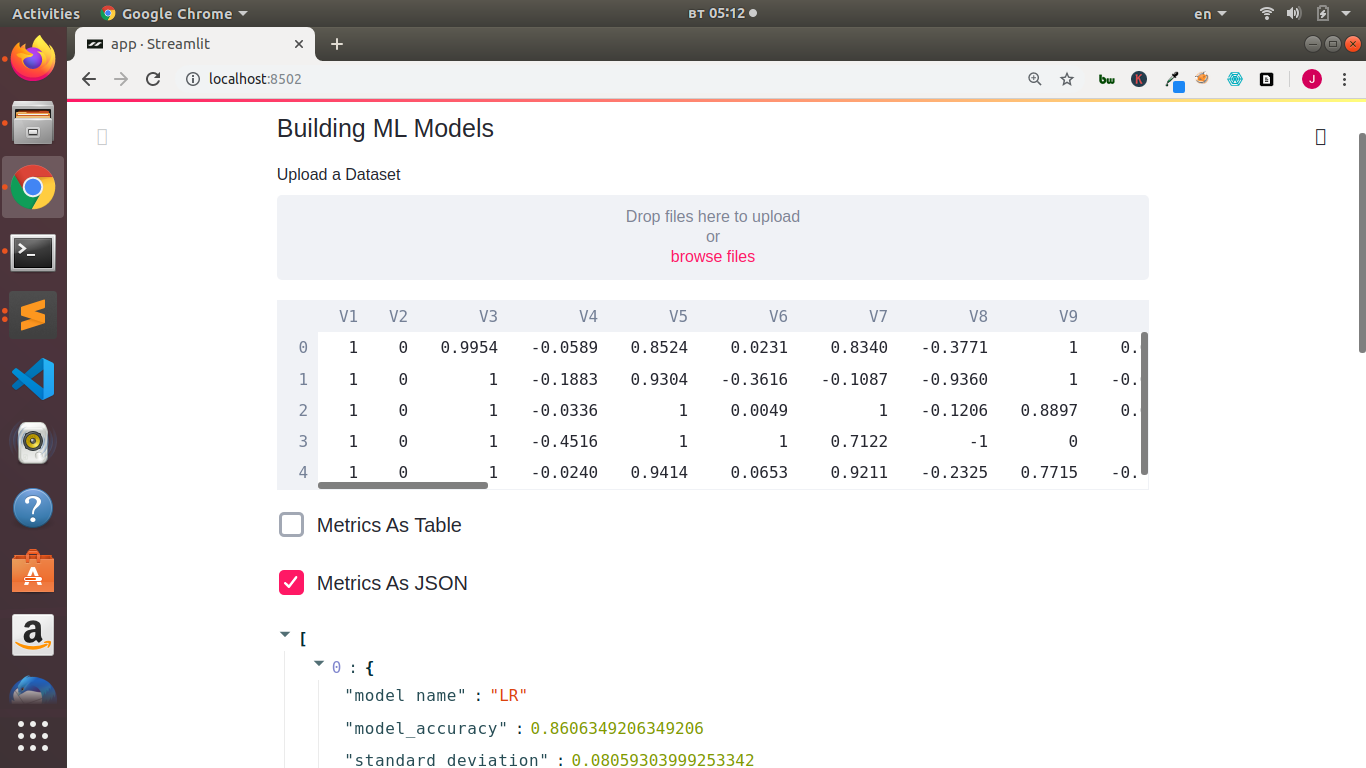 Activities Google Chrome вт 05:12 en
app · Streamlit
localhost:8502 bw K J
Building ML Models
Upload a Dataset
Drop files here to upload
or
browse files
V1 V2 V3 V4 V5 V6 V7 V8 V9
0 1 0 0.9954 -0.0589 0.8524 0.0231 0.8340 -0.3771 1 0.
1 1 0 1 -0.1883 0.9304 -0.3616 -0.1087 -0.9360 1 -0.
2 1 0 1 -0.0336 1 0.0049 1 -0.1206 0.8897 0.
3 1 0 1 -0.4516 1 1 0.7122 -1 0
4 1 0 1 -0.0240 0.9414 0.0653 0.9211 -0.2325 0.7715 -0.
Metrics As Table
Metrics As JSON
[
0 : {
"model name" : "LR"
"model_accuracy" : 0.8606349206349206
"standard deviation" : 0.08059303999253342